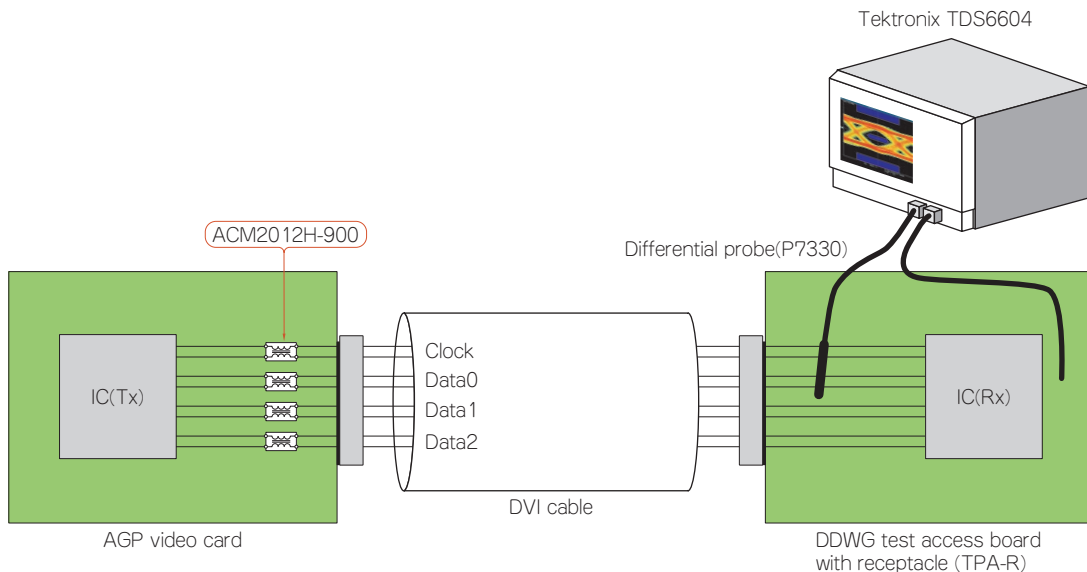 Tektronix TDS6604
ACM2012H-900
Differential probe(P7330)
Clock
Data0
Data1
Data2
IC(Tx)
IC(Rx)
DVI cable
AGP video card
DDWG test access board
with receptacle (TPA-R)